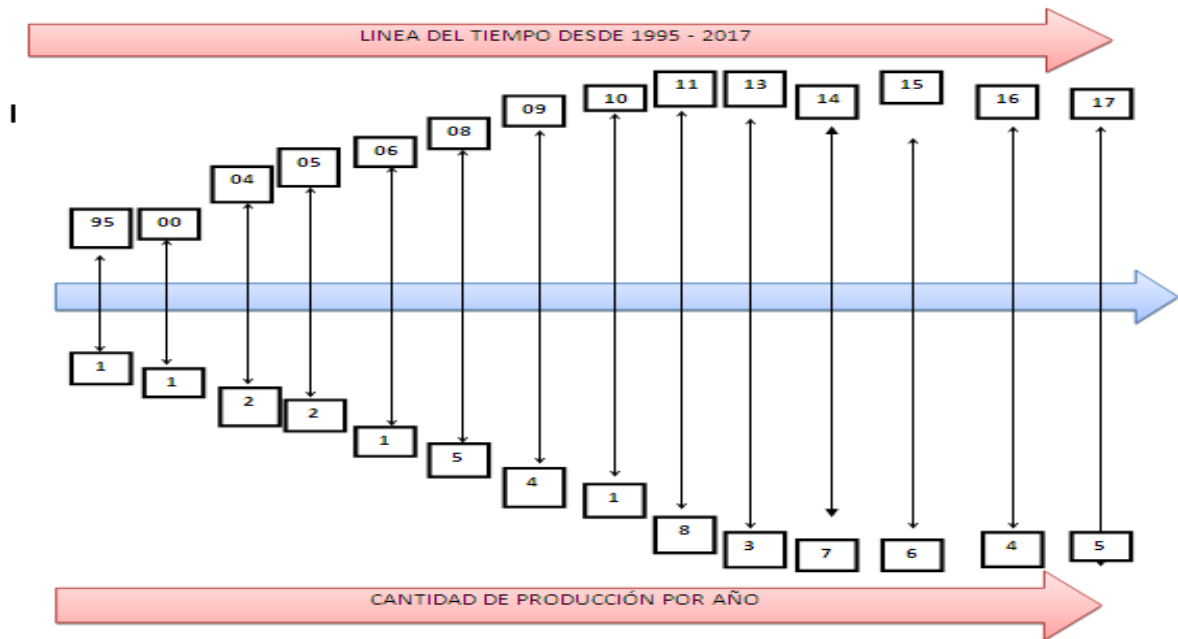 LINEA DEL TIEMPO DESDE 1995 - 2017
I
95 00 04 05 06 08 09 10 11 13 14 15 16 17
1 1 2 2 1 5 4 1 8 3 7 6 4 5
CANTIDAD DE PRODUCCIÓN POR AÑO